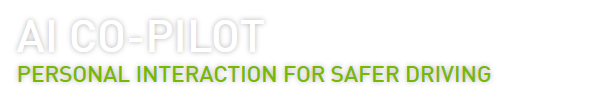 AI CO-PILOT
PERSONAL INTERACTION FOR SAFER DRIVING